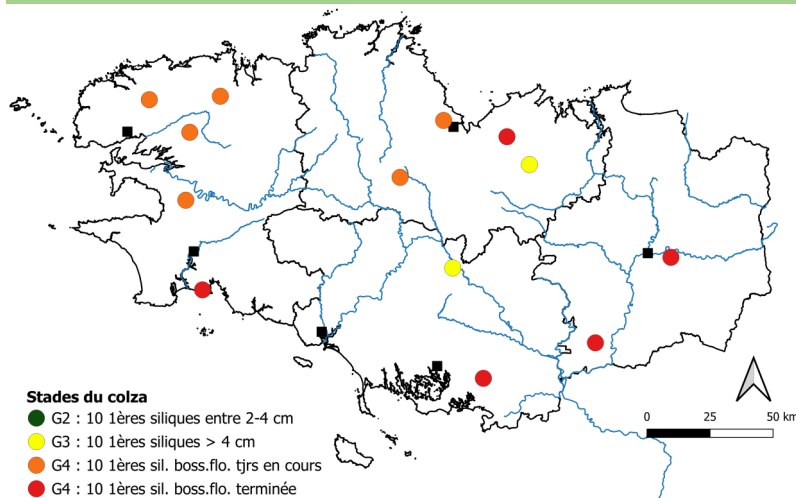 Stades du colza
G2 : 10 1ères siliques entre 2-4 cm
G3 : 10 1ères siliques > 4 cm
G4 : 10 1ères sil. boss.flo. tjrs en cours
G4 : 10 1ères sil. boss.flo. terminée
0 25 50 km